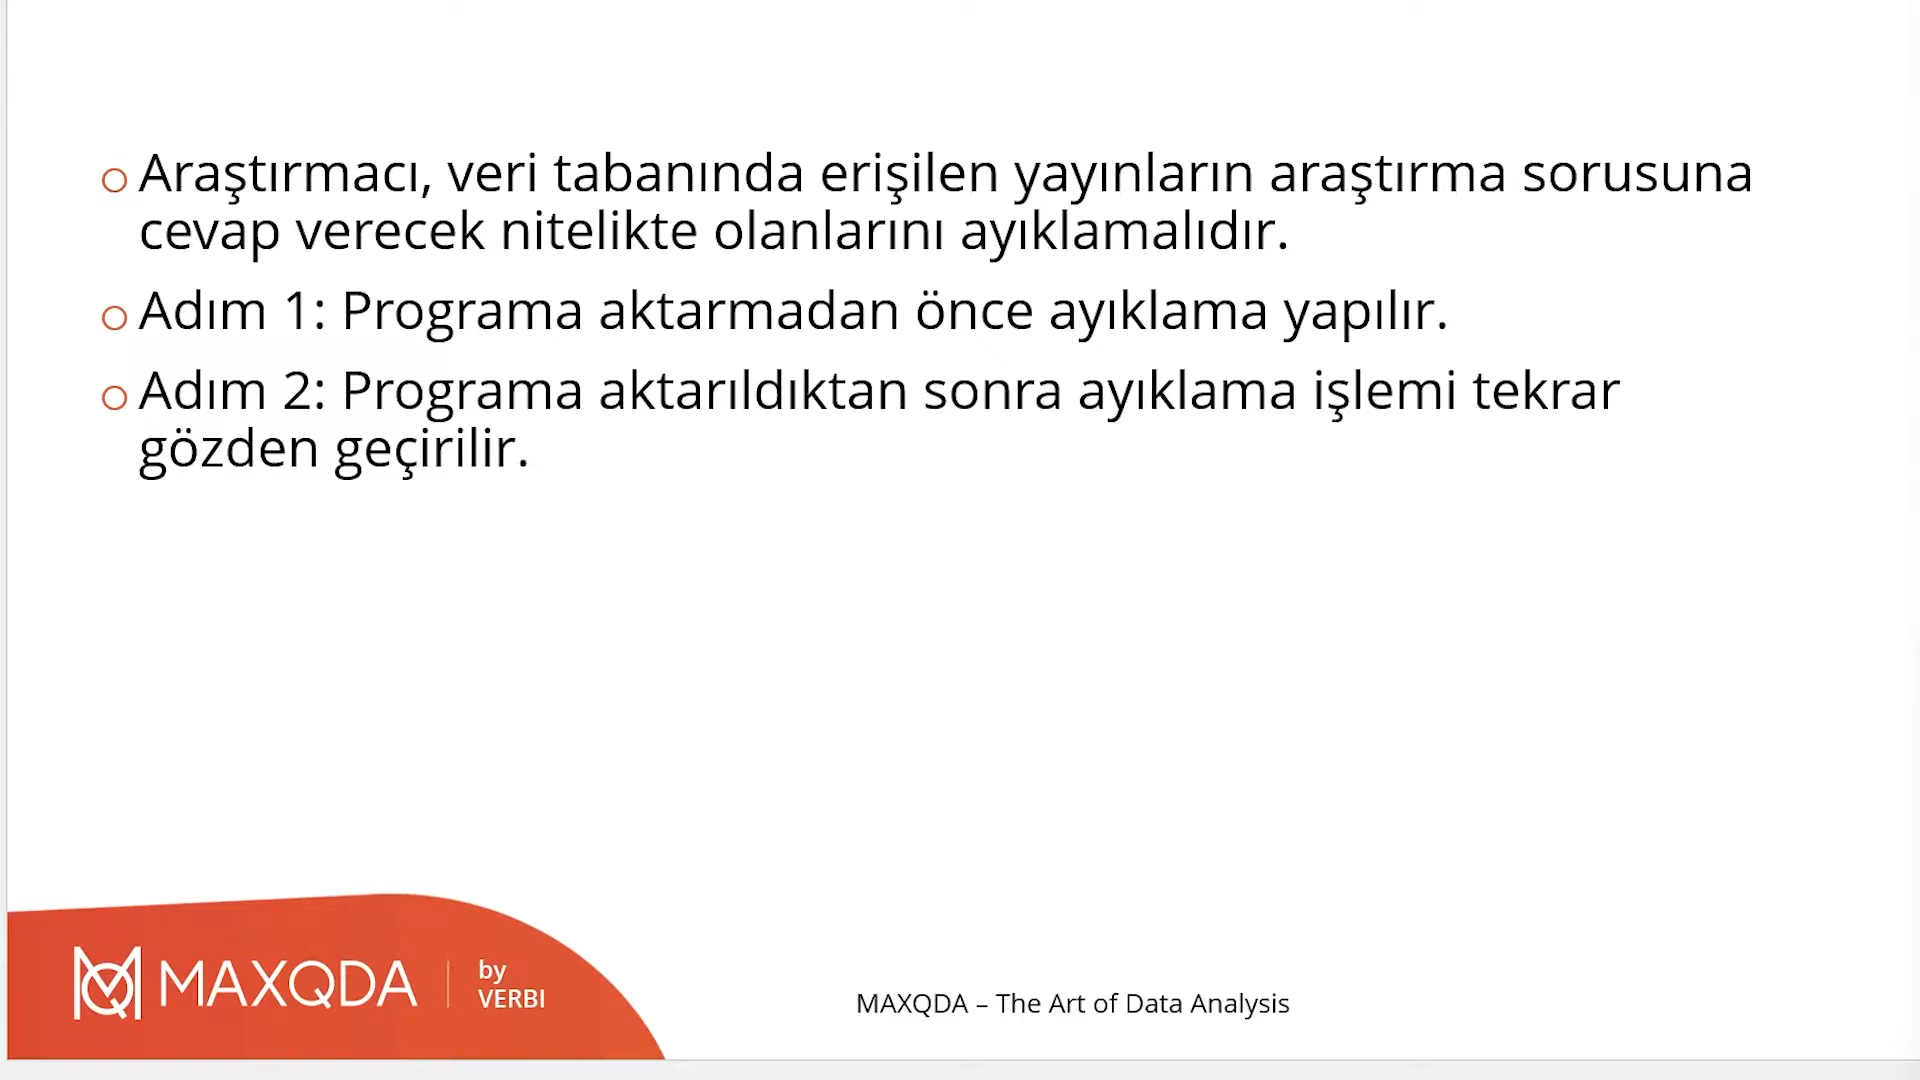 Araştırmacı, veri tabanında erişilen yayınların araştırma sorusuna
cevap verecek nitelikte olanlarını ayıklamalıdır.
Adım 1: Programa aktarmadan önce ayıklama yapılır.
Adım 2: Programa aktarıldıktan sonra ayıklama işlemi tekrar
gözden geçirilir.
MAXQDA
by
VERBI
MAXQDA – The Art of Data Analysis